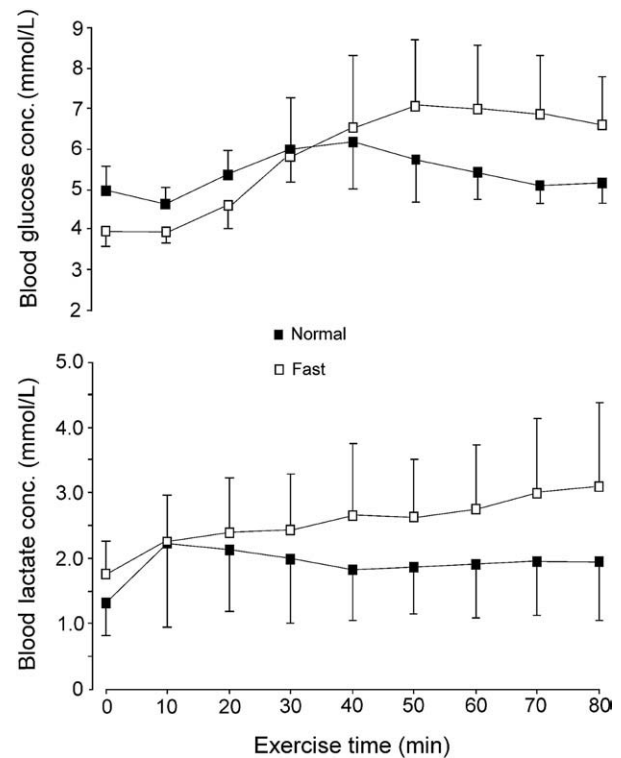 Blood glucose conc. (mmol/L)
9
8
7
6
5
4
3
2
Normal
Fast
Blood lactate conc. (mmol/L)
5.0
4.0
3.0
2.0
1.0
0
0 10 20 30 40 50 60 70 80
Exercise time (min)